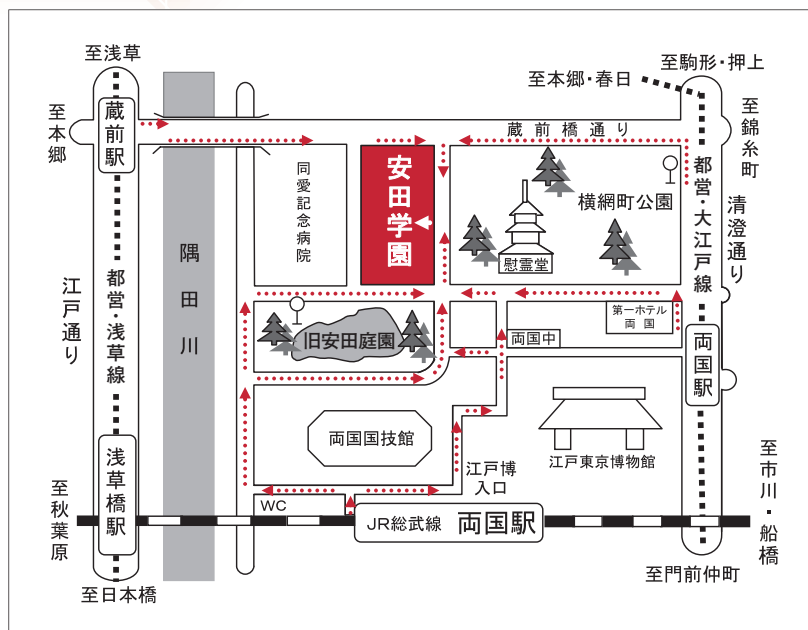 至浅草
至駒形・押上
至本郷・春日
至本郷
蔵前駅
蔵前橋通り
至錦糸町
同愛記念病院
安田学園
横網町公園
慰霊堂
都営・大江戸線
清澄通り
隅田川
江戸通り
都営・浅草線
旧安田庭園
両国中
第一ホテル
両国
両国駅
両国国技館
江戸東京博物館
江戸博
入口
浅草橋駅
至秋葉原
WC
JR総武線 両国駅
至市川・船橋
至日本橋
至門前仲町